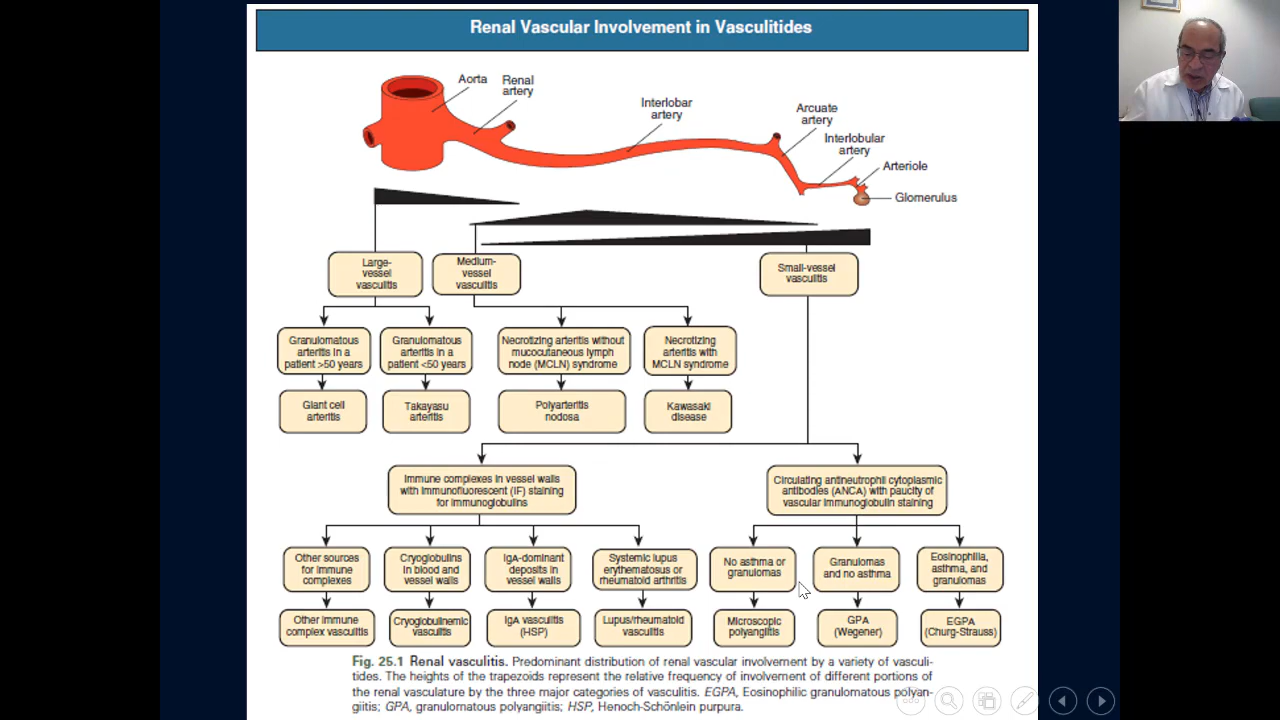 Renal Vascular Involvement in Vasculitides
Aorta
Renal
artery
Interlobar
artery
Arcuate
artery
Interlobular
artery
Arteriole
Glomerulus
Large-
vessel
vasculitis
Medium-
vessel
vasculitis
Small-vessel
vasculitis
Granulomatous
arteritis in a
patient >50 years
Granulomatous
arteritis in a
patient <50 years
Necrotizing arteritis without
mucocutaneous lymph
node (MCLN) syndrome
Necrotizing
arteritis with
MCLN syndrome
Giant cell
arteritis
Takayasu
arteritis
Polyarteritis
nodosa
Kawasaki
disease
Immune complexes in vessel walls
with immunofluorescent (IF) staining
for immunoglobulins
Circulating antineutrophil cytoplasmic
antibodies (ANCA) with paucity of
vascular immunoglobulin staining
Other sources
for immune
complexes
Cryoglobulins
in blood and
vessel walls
IgA-dominant
deposits in
vessel walls
Systemic lupus
erythematosus or
rheumatoid arthritis
No asthma or
granulomas
Granulomas
and no asthma
Eosinophilia,
asthma, and
granulomas
Other immune
complex vasculitis
Cryoglobulinemic
vasculitis
IgA vasculitis
(HSP)
Lupus/rheumatoid
vasculitis
Microscopic
polyangiitis
GPA
(Wegener)
EGPA
(Churg-Strauss)
Fig. 25.1 Renal vasculitis. Predominant distribution of renal vascular involvement by a variety of vasculi-
tides. The heights of the trapezoids represent the relative frequency of involvement of different portions of
the renal vasculature by the three major categories of vasculitis. EGPA, Eosinophilic granulomatous polyan-
giitis; GPA, granulomatous polyangiitis; HSP, Henoch-Schönlein purpura.